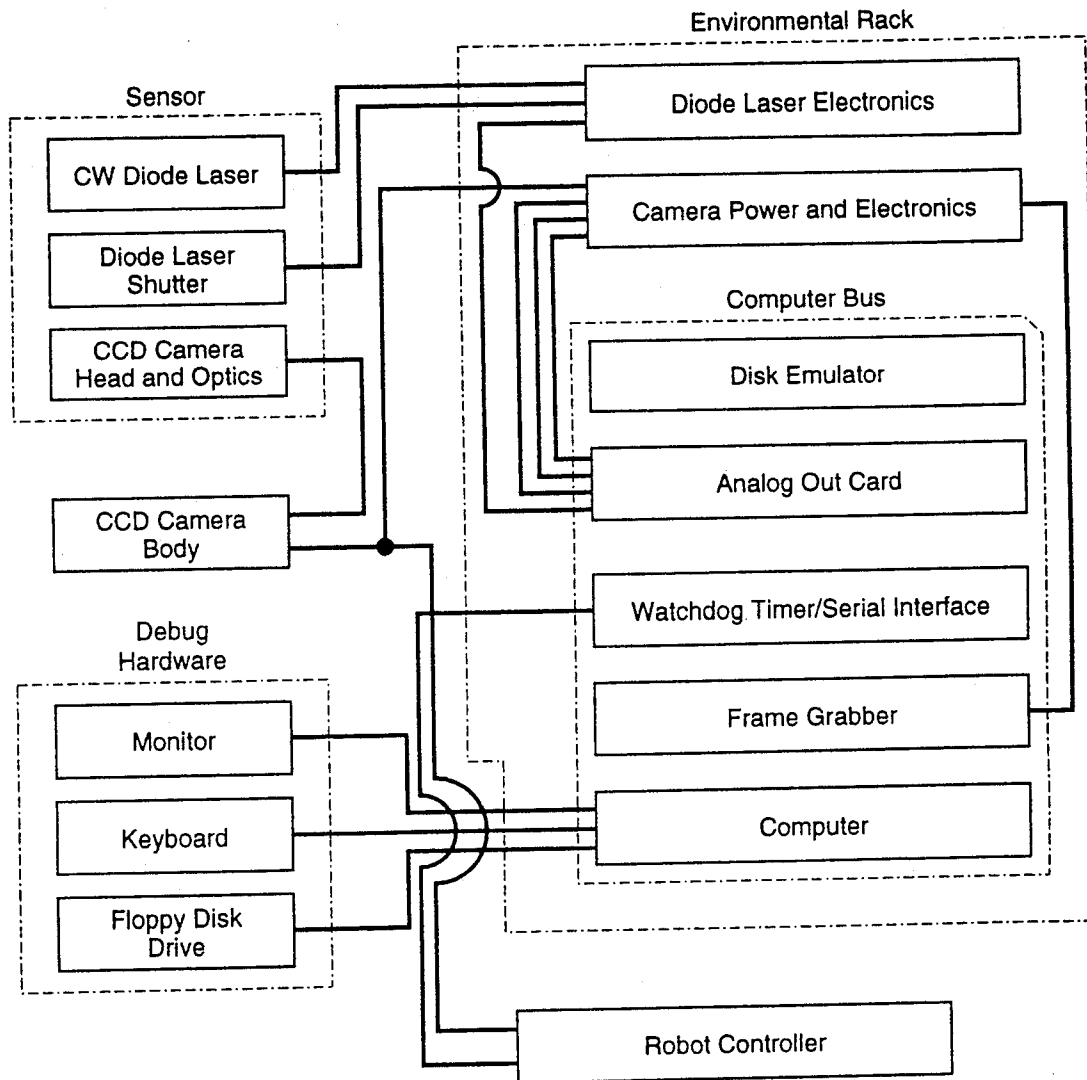 Environmental Rack
Sensor
Diode Laser Electronics
CW Diode Laser
Camera Power and Electronics
Diode Laser
Shutter
Computer Bus
CCD Camera
Head and Optics
Disk Emulator
Analog Out Card
CCD Camera
Body
Watchdog Timer/Serial Interface
Debug
Hardware
Frame Grabber
Monitor
Computer
Keyboard
Floppy Disk
Drive
Robot Controller